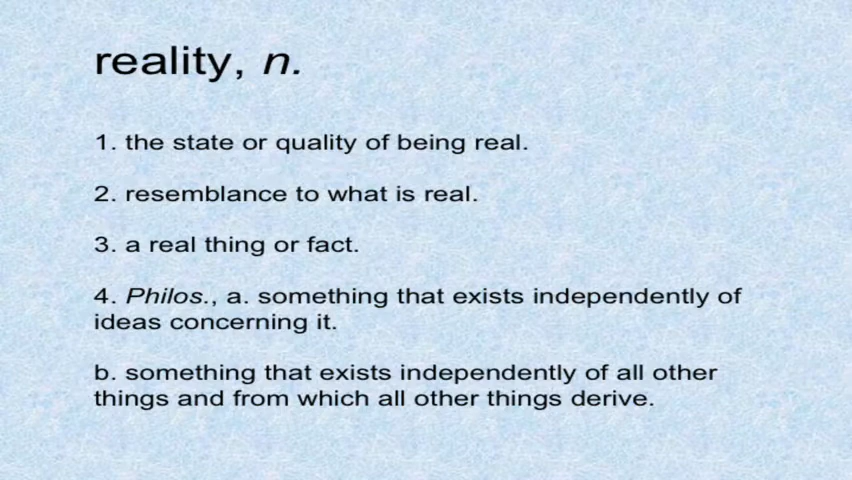 reality, n.
1. the state or quality of being real.
2. resemblance to what is real.
3. a real thing or fact.
4. Philos., a. something that exists independently of
ideas concerning it.
b. something that exists independently of all other
things and from which all other things derive.